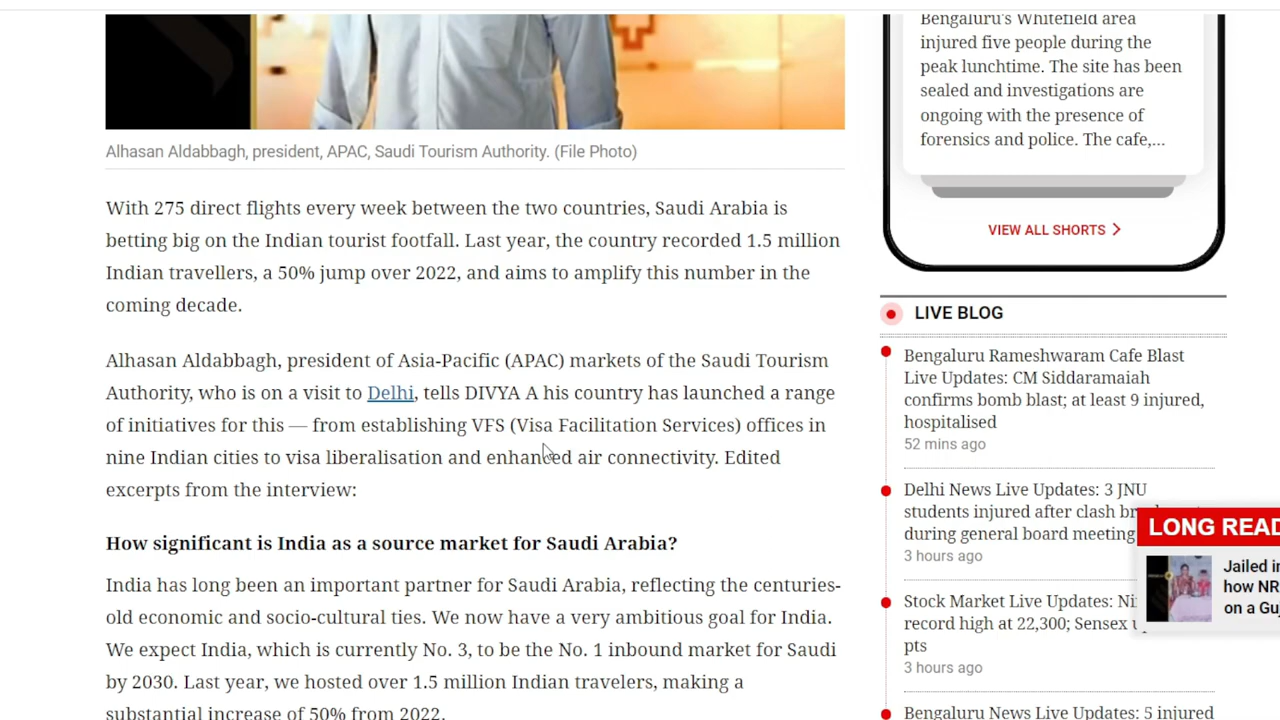 Alhasan Aldabbagh, president, APAC, Saudi Tourism Authority. (File Photo)
With 275 direct flights every week between the two countries, Saudi Arabia is
betting big on the Indian tourist footfall. Last year, the country recorded 1.5 million
Indian travellers, a 50% jump over 2022, and aims to amplify this number in the
coming decade.
Alhasan Aldabbagh, president of Asia-Pacific (APAC) markets of the Saudi Tourism
Authority, who is on a visit to Delhi, tells DIVYA A his country has launched a range
of initiatives for this — from establishing VFS (Visa Facilitation Services) offices in
nine Indian cities to visa liberalisation and enhanced air connectivity. Edited
excerpts from the interview:
How significant is India as a source market for Saudi Arabia?
India has long been an important partner for Saudi Arabia, reflecting the centuries-
old economic and socio-cultural ties. We now have a very ambitious goal for India.
We expect India, which is currently No. 3, to be the No. 1 inbound market for Saudi
by 2030. Last year, we hosted over 1.5 million Indian travelers, making a
substantial increase of 50% from 2022.
Bengaluru's Whitefield area
injured five people during the
peak lunchtime. The site has been
sealed and investigations are
ongoing with the presence of
forensics and police. The cafe,...
VIEW ALL SHORTS
LIVE BLOG
Bengaluru Rameshwaram Cafe Blast
Live Updates: CM Siddaramaiah
confirms bomb blast; at least 9 injured,
hospitalised
52 mins ago
Delhi News Live Updates: 3 JNU
students injured after clash
during general board meeting
3 hours ago
Stock Market Live Updates:
record high at 22,300; Sensex
pts
3 hours ago
Bengaluru News Live Updates: 5 injured
LONG READ
Jailed
how
on a